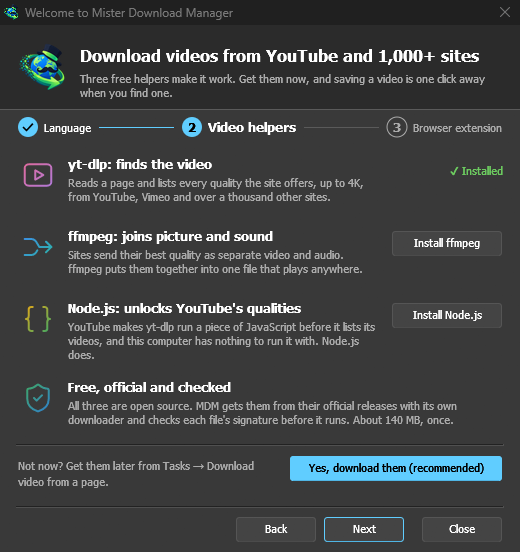 Welcome to Mister Download Manager
Download videos from YouTube and 1,000+ sites
Three free helpers make it work. Get them now, and saving a video is one click away
when you find one.
Language
2 Video helpers
3 Browser extension
yt-dlp: finds the video
Reads a page and lists every quality the site offers, up to 4K,
from YouTube, Vimeo and over a thousand other sites.
✓ Installed
ffmpeg: joins picture and sound
Sites send their best quality as separate video and audio.
ffmpeg puts them together into one file that plays anywhere.
Install ffmpeg
Node.js: unlocks YouTube's qualities
YouTube makes yt-dlp run a piece of JavaScript before it lists its
videos, and this computer has nothing to run it with. Node.js
does.
Install Node.js
Free, official and checked
All three are open source. MDM gets them from their official releases with its own
downloader and checks each file's signature before it runs. About 140 MB, once.
Not now? Get them later from Tasks → Download
video from a page.
Yes, download them (recommended)
Back
Next
Close